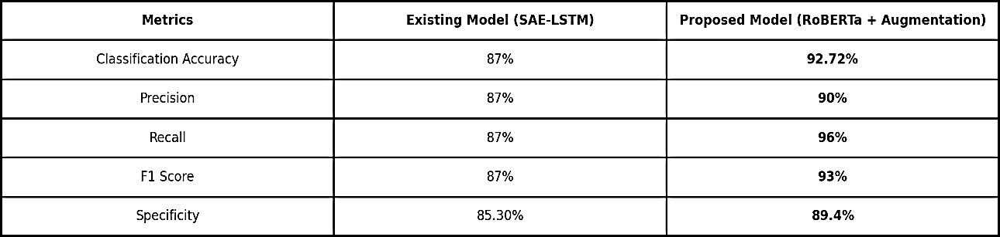 Metrics Existing Model (SAE-LSTM) Proposed Model (RoBERTa + Augmentation)
Classification Accuracy 87% 92.72%
Precision 87% 90%
Recall 87% 96%
F1 Score 87% 93%
Specificity 85.30% 89.4%